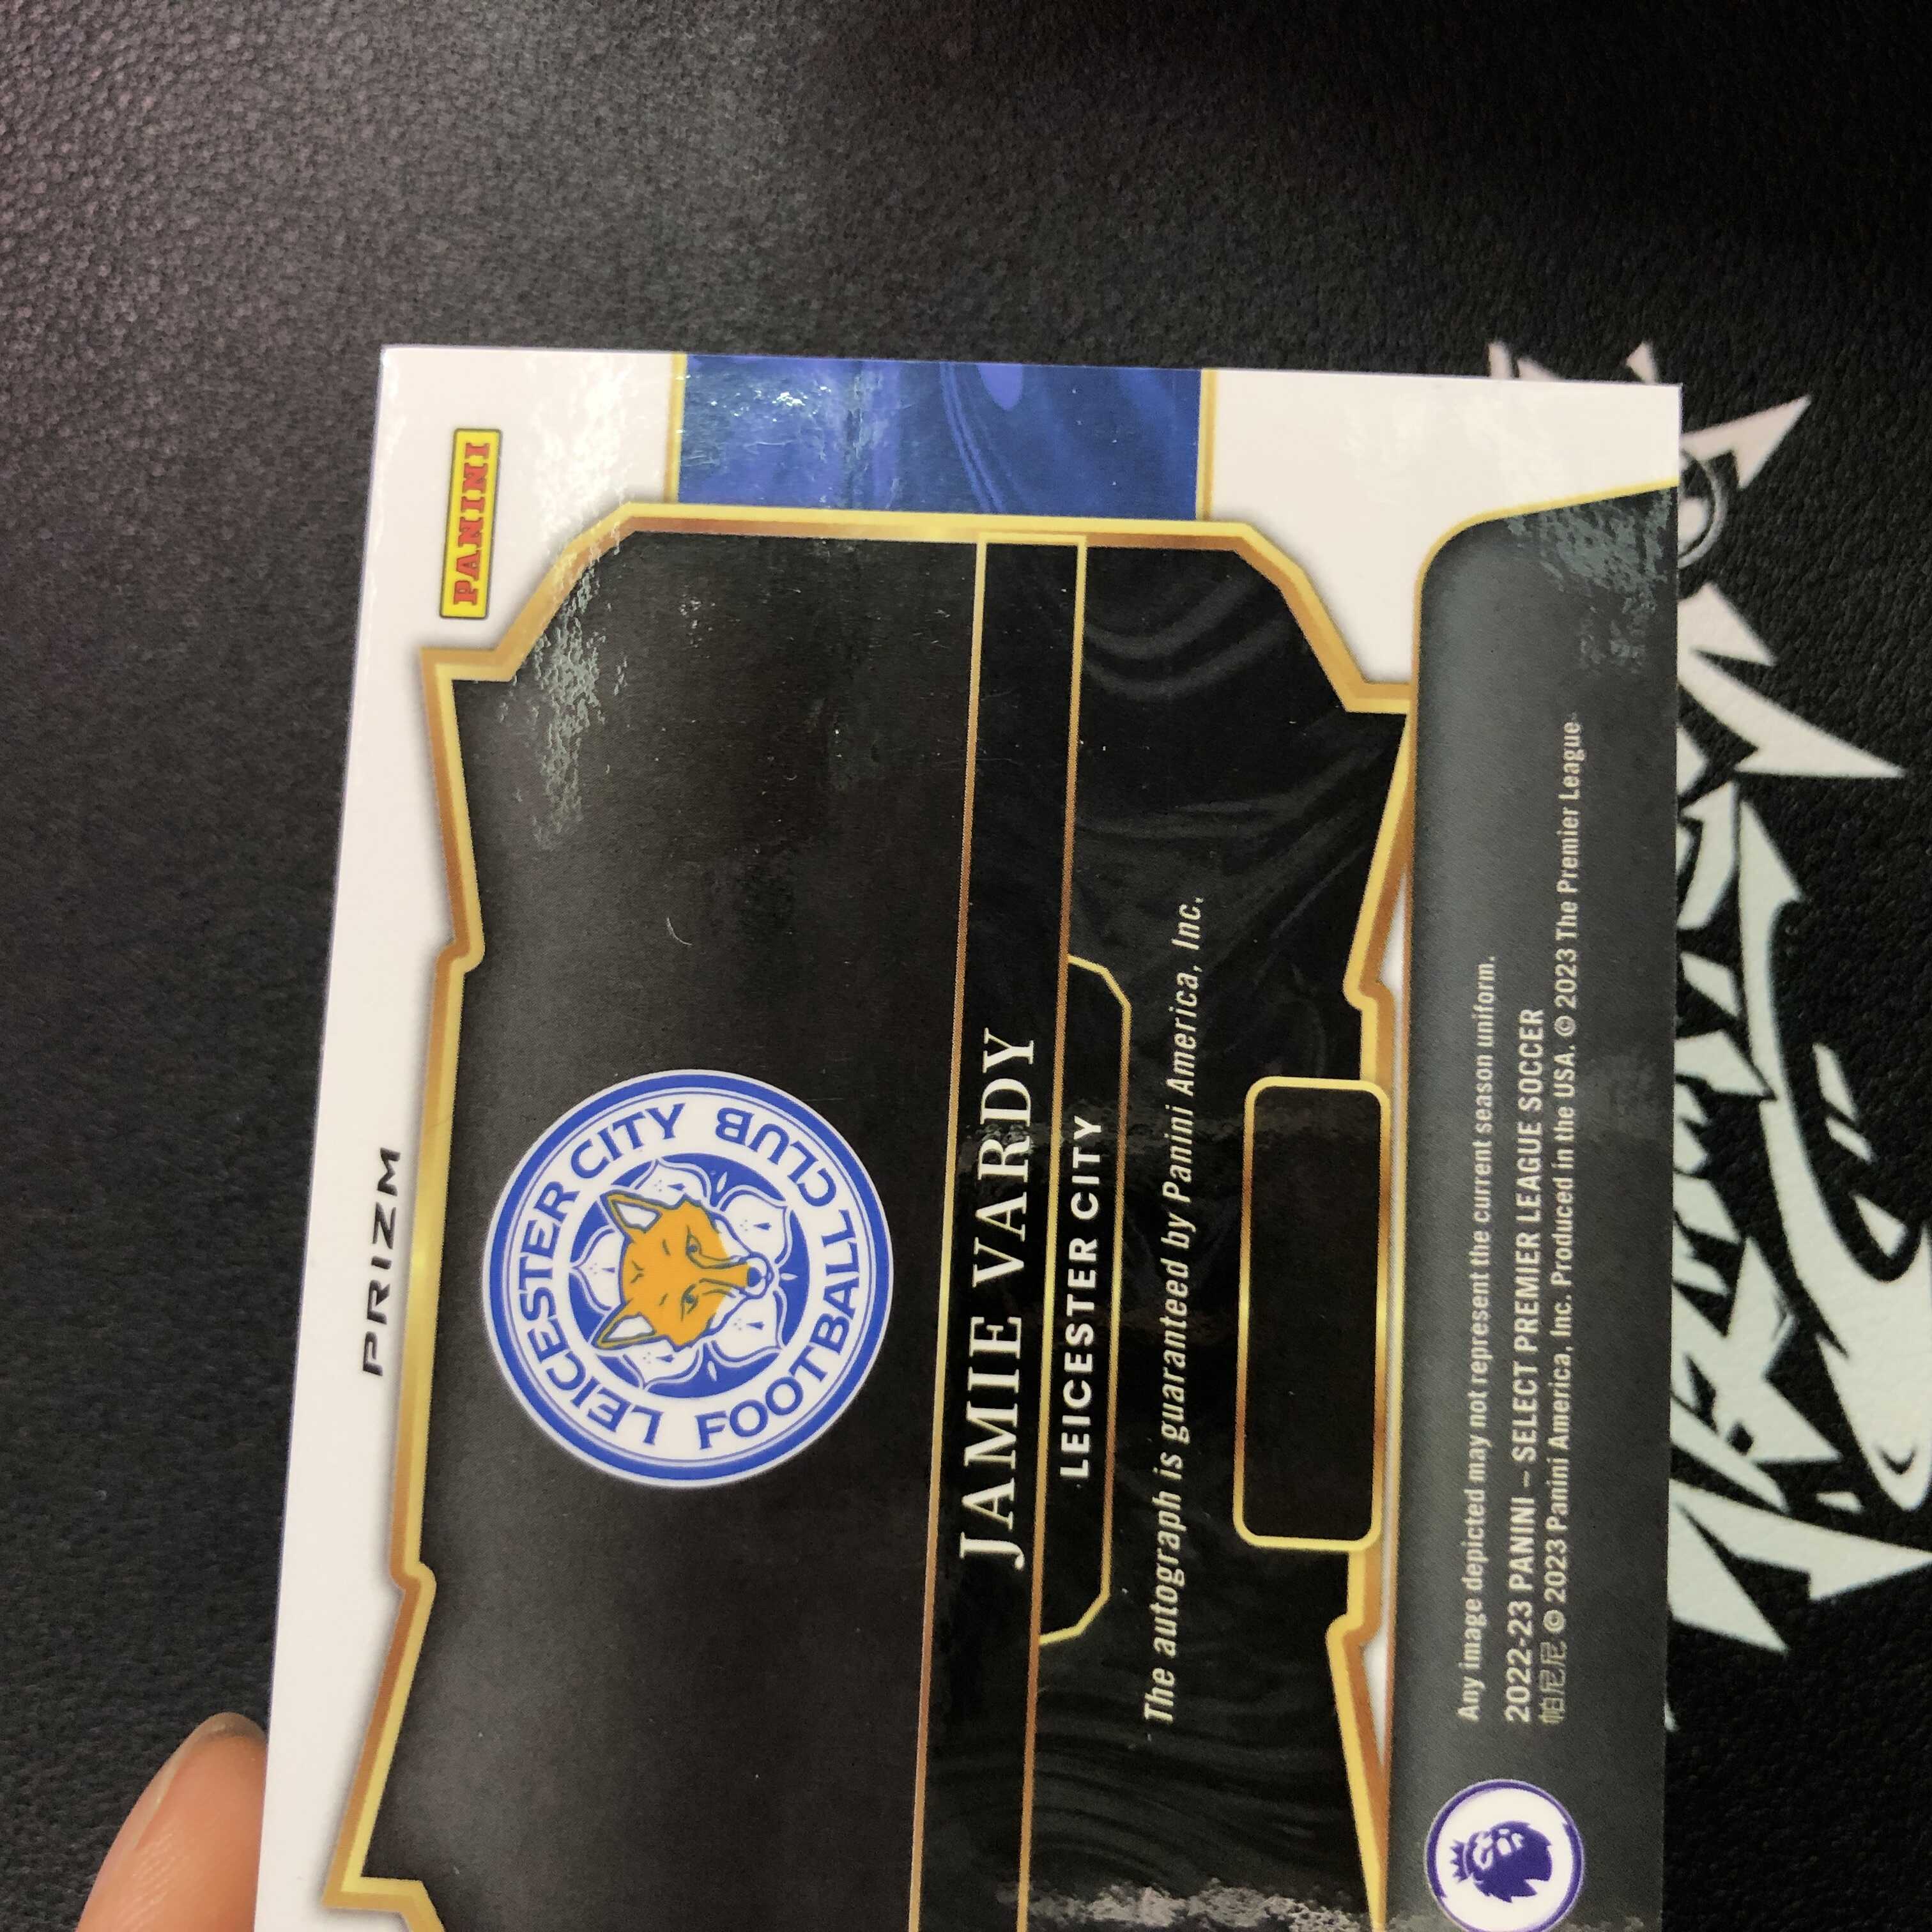 PANINI
PRIZM
LEICESTER CITY
FOOTBALL CLUB
JAMIE VARDY
LEICESTER CITY
The autograph is guaranteed by Panini America, Inc.
Any image depicted may not represent the current season uniform.
2022-23 PANINI – SELECT PREMIER LEAGUE SOCCER
帕尼尼 © 2023 Panini America, Inc. Produced in the USA. © 2023 The Premier League